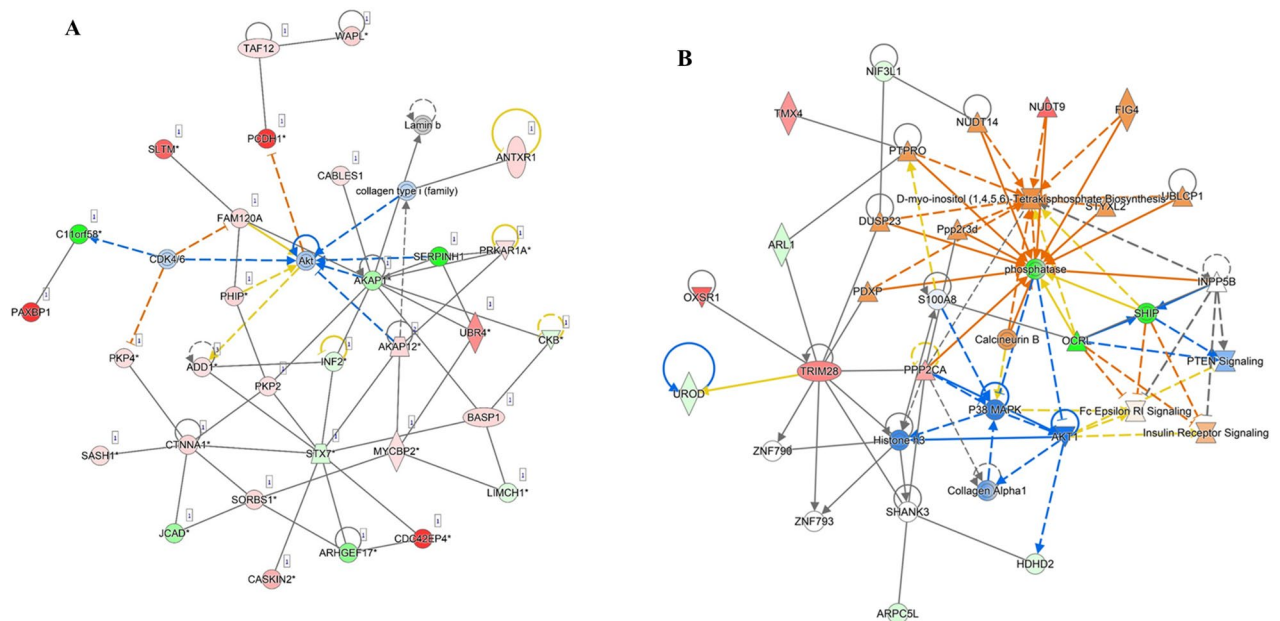 A
TAF12
WAPL*
PCDH1*
SLTM*
CABLES1
Lamin b
ANTXR1
collagen type i (family)
FAM120A
C11orf58*
CDK4/6
Akt
SERPINH1
PRKAR1A*
AKAP1*
PHIP*
PAXBP1
UBR4*
CKB*
PKP4*
ADD1*
INF2*
AKAP12*
PKP2
BASP1
CTNNA1*
SASH1*
STX7*
MYCBP2*
LIMCH1*
SORBS1*
JCAD*
CDC42EP4*
ARHGEF17*
CASKIN2*
B
NIF3L1
TMX4
NUDT14
NUDT9
FIG4
PTPRO
D-myo-inositol (1,4,5,6)-Tetrakisphosphate Biosynthesis
UBLCP1
STYXL2
DUSP23
Ppp2r3d
ARL1
phosphatase
INPP5B
OXSR1
PDXP
S100A8
SHIP
Calcineurin B
OCRL
PTEN Signaling
TRIM28
PPP2CA
UROD
P38 MAPK
Fc Epsilon RI Signaling
AKT1
Insulin Receptor Signaling
Histone h3
ZNF790
Collagen Alpha1
ZNF793
SHANK3
HDHD2
ARPC5L